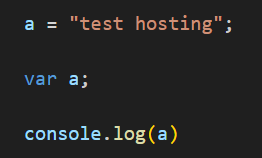 a = "test hosting";
var a;
console.log(a)